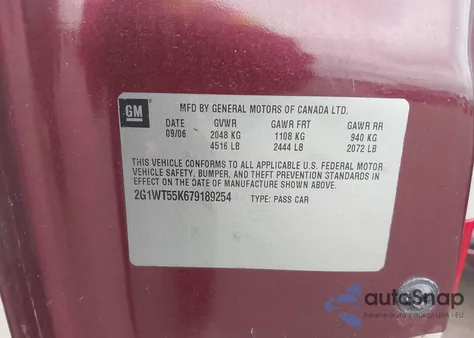 GM
MFD BY GENERAL MOTORS OF CANADA LTD.
DATE GVWR GAWR FRT GAWR RR
09/06 2048 KG 1108 KG 940 KG
4516 LB 2444 LB 2072 LB
THIS VEHICLE CONFORMS TO ALL APPLICABLE U.S. FEDERAL MOTOR
VEHICLE SAFETY, BUMPER, AND THEFT PREVENTION STANDARDS IN
EFFECT ON THE DATE OF MANUFACTURE SHOWN ABOVE.
2G1WT55K679189254 TYPE: PASS CAR
autoSnap